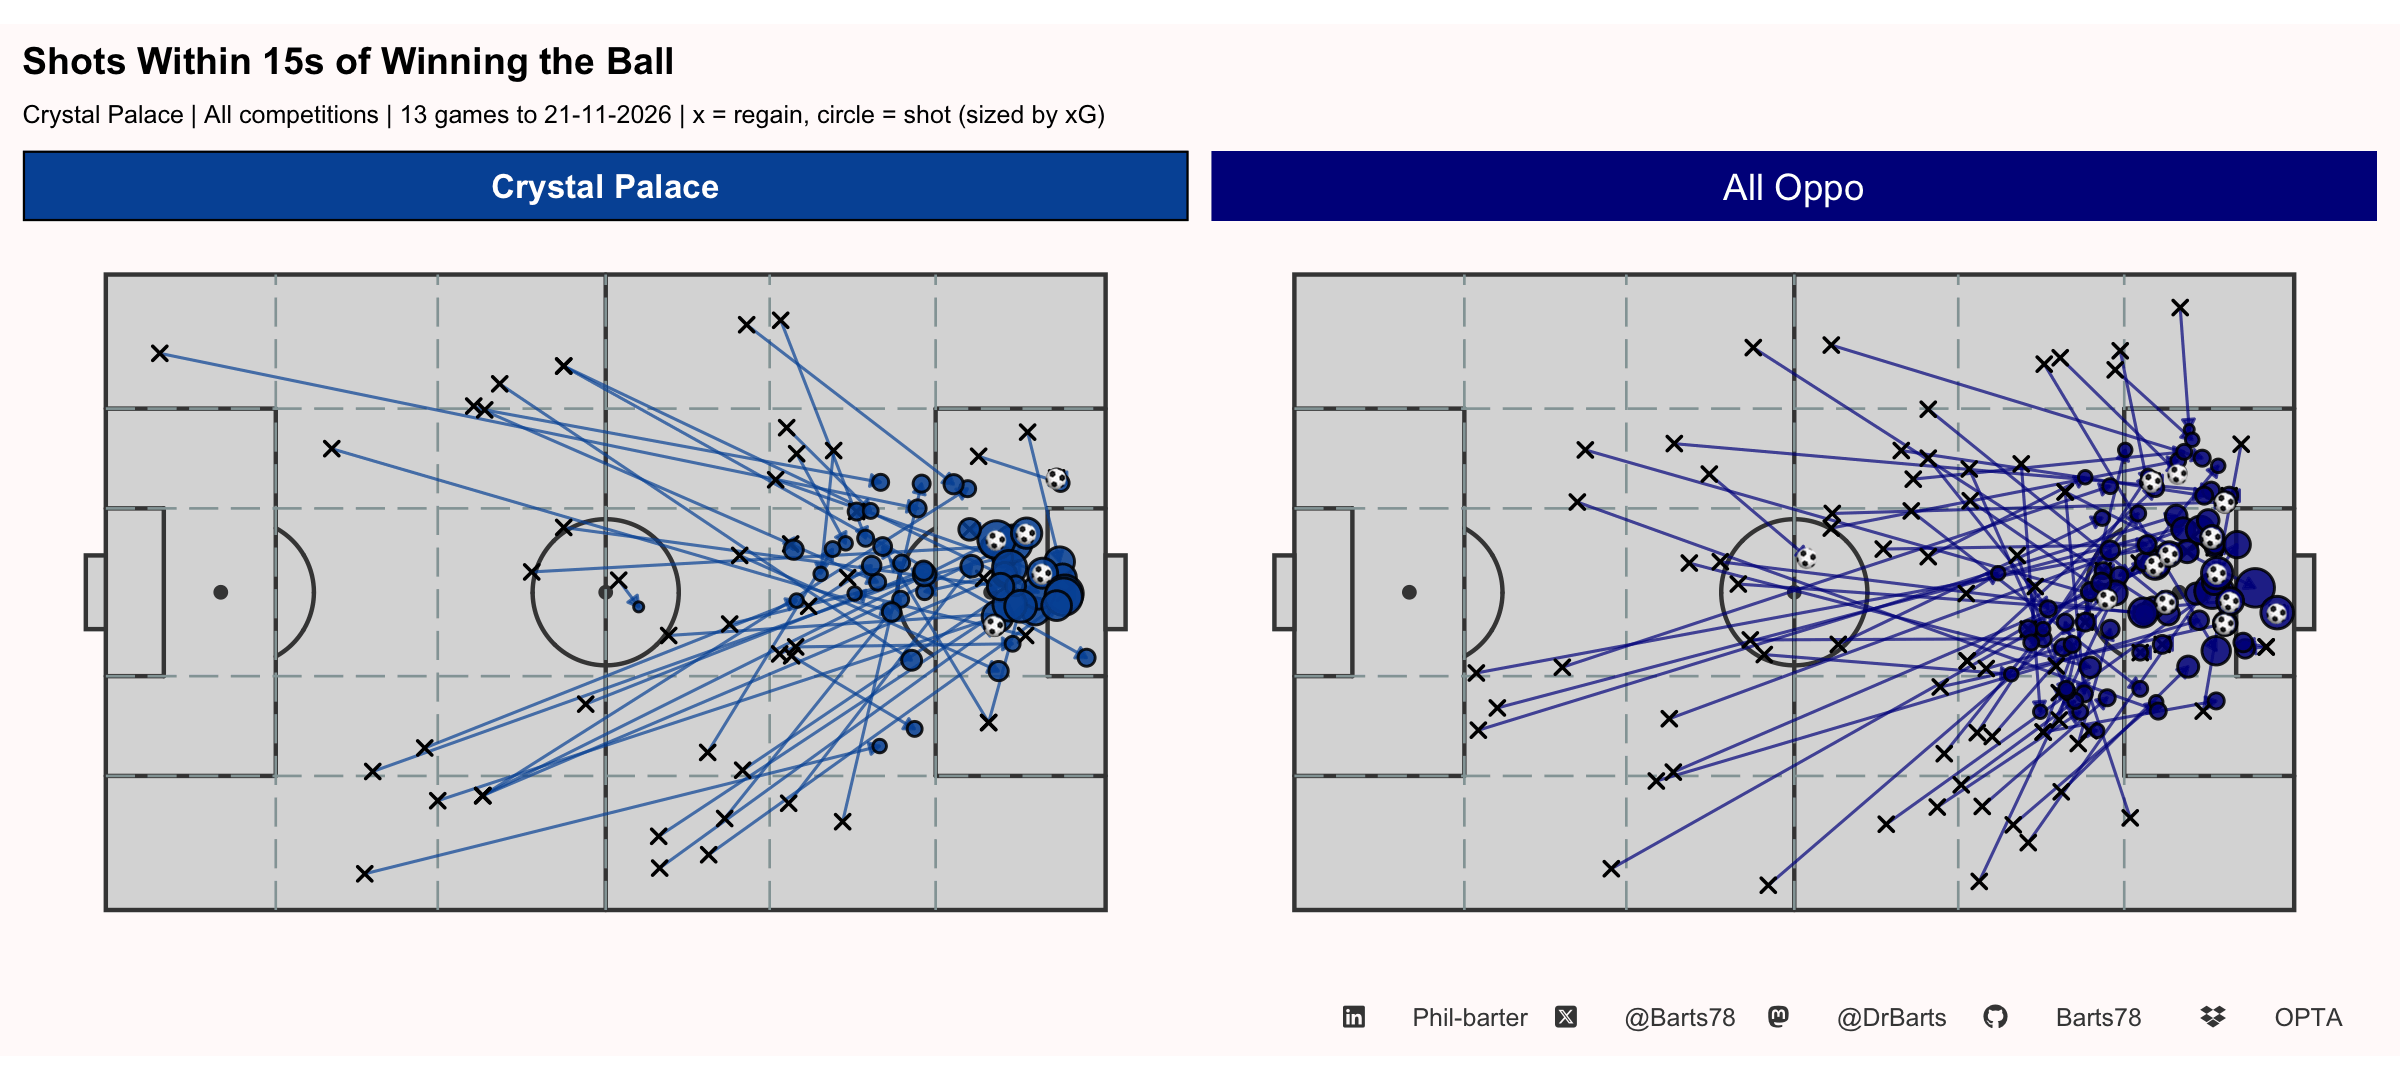 Shots Within 15s of Winning the Ball
Crystal Palace | All competitions | 13 games to 21-11-2026 | x = regain, circle = shot (sized by xG)
Crystal Palace
All Oppo
Phil-barter @Barts78 @DrBarts Barts78 OPTA